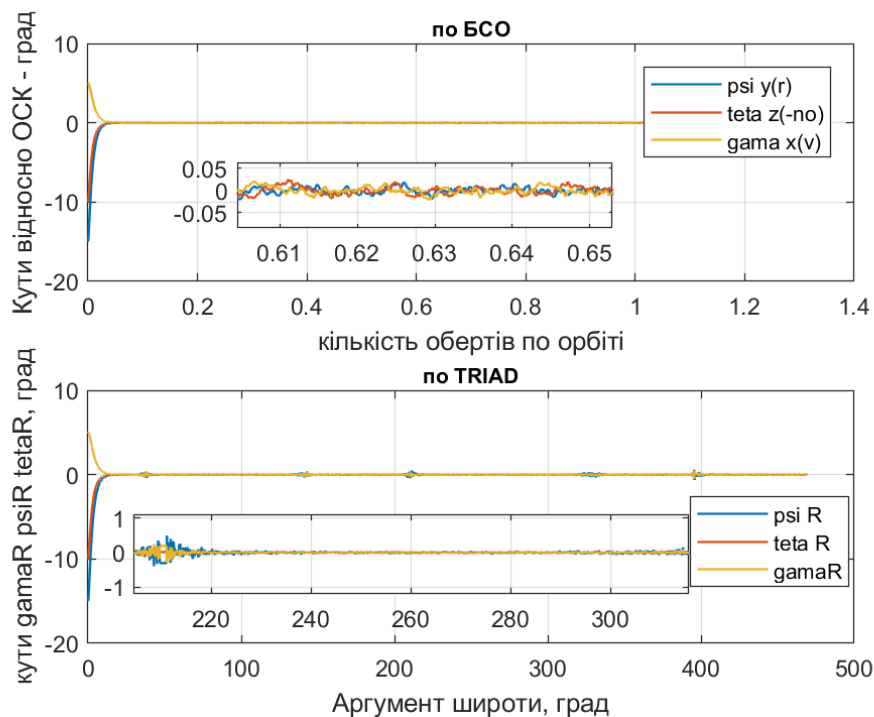 по БСО
Кути відносно ОСК - град
10
0
-10
-20
psi y(r)
teta z(-no)
gama x(v)
0.05
0
-0.05
0.61 0.62 0.63 0.64 0.65
0 0.2 0.4 0.6 0.8 1 1.2 1.4
кількість обертів по орбіті
по TRIAD
кути gamaR psiR tetaR, град
10
0
-10
-20
1
0
-1
220 240 260 280 300
psi R
teta R
gamaR
0 100 200 300 400 500
Аргумент широти, град